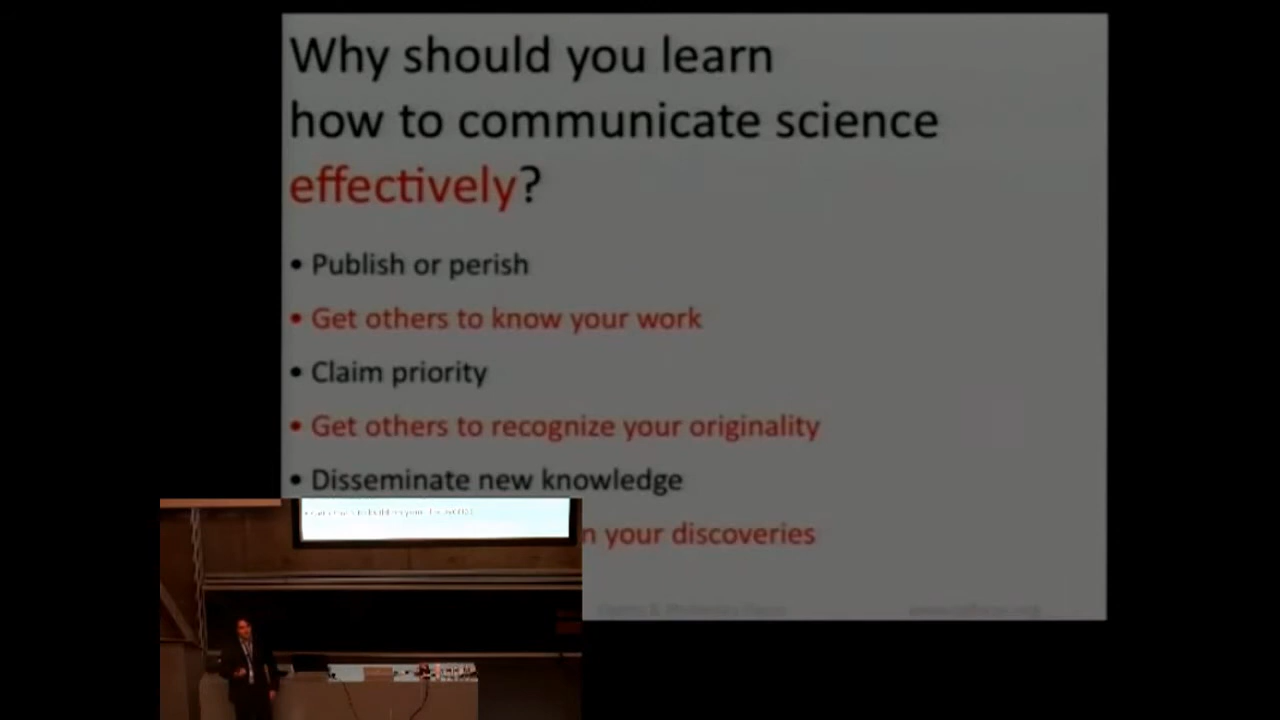 Why should you learn
how to communicate science
effectively?
• Publish or perish
• Get others to know your work
• Claim priority
• Get others to recognize your originality
• Disseminate new knowledge
n your discoveries